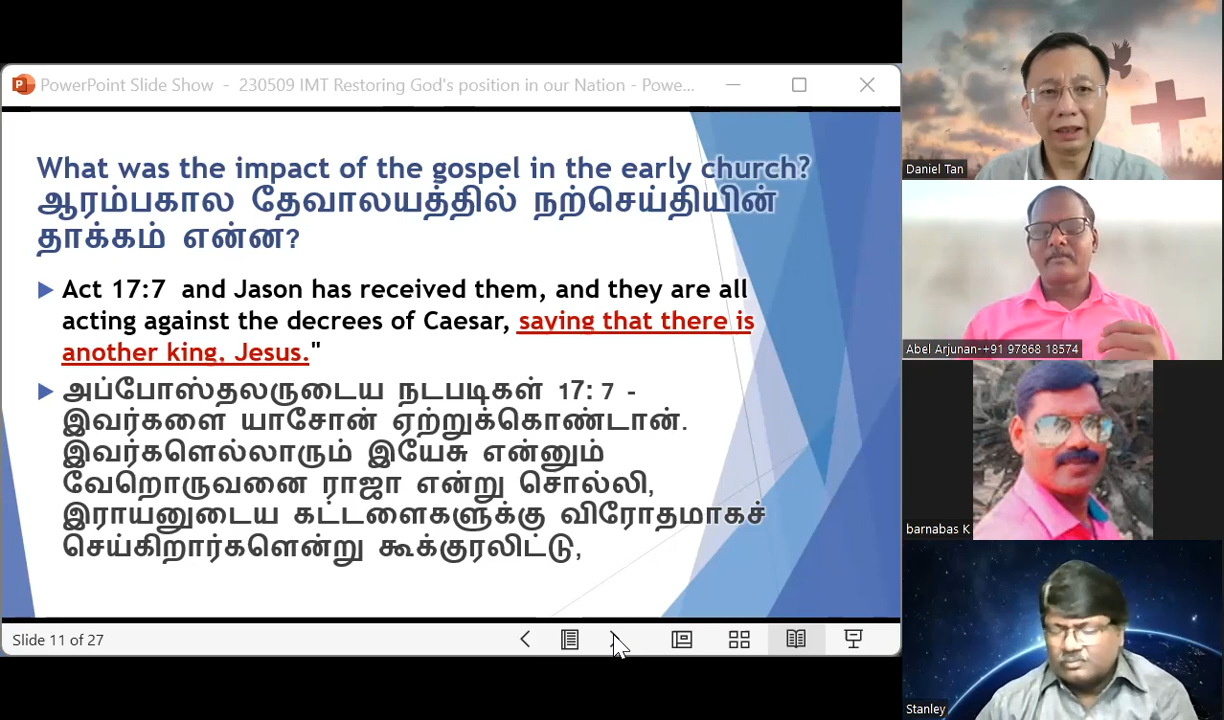 PowerPoint Slide Show - 230509 IMT Restoring God's position in our Nation - Powe...
What was the impact of the gospel in the early church?
ஆரம்பகால தேவாலயத்தில் நற்செய்தியின்
தாக்கம் என்ன?
Act 17:7 and Jason has received them, and they are all
acting against the decrees of Caesar, saying that there is
another king, Jesus."
அப்போஸ்தலருடைய நடபடிகள் 17: 7 -
இவர்களை யாசோன் ஏற்றுக்கொண்டான்.
இவர்களெல்லாரும் இயேசு என்னும்
வேறொருவனை ராஜா என்று சொல்லி,
இராயனுடைய கட்டளைகளுக்கு விரோதமாகச்
செய்கிறார்களென்று கூக்குரலிட்டு,
Slide 11 of 27
Daniel Tan
Abel Arjunan-+91 97868 18574
barnabas K
Stanley